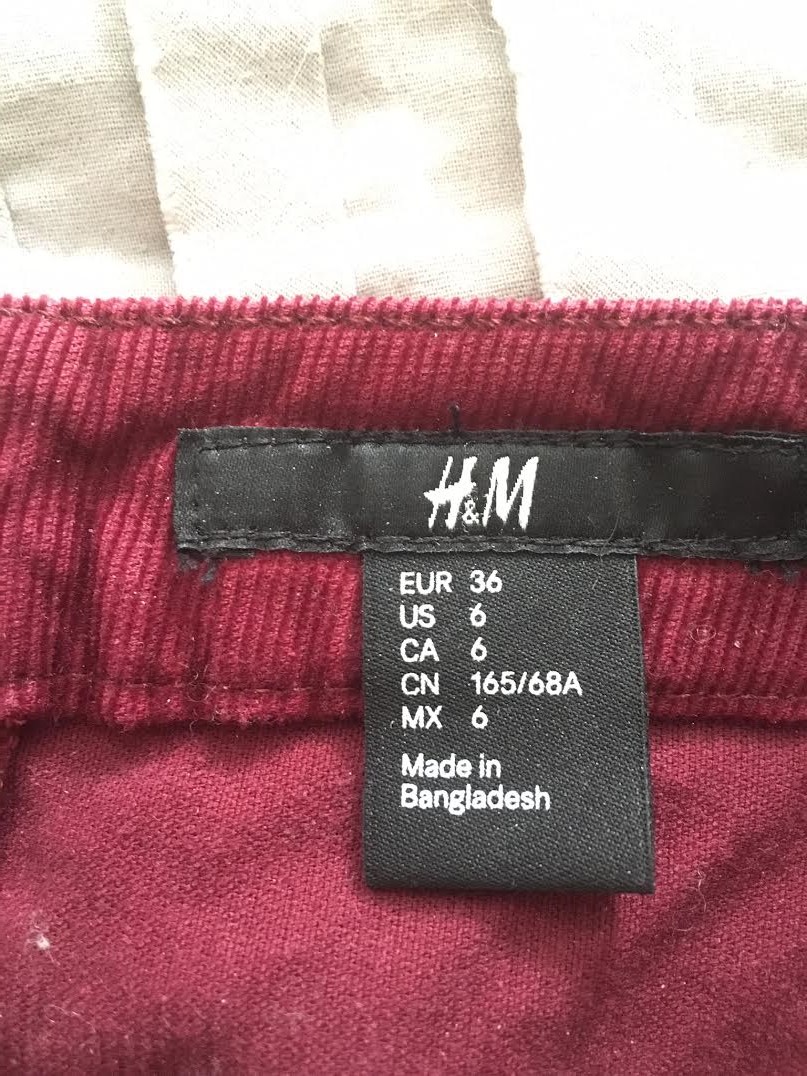 H&M
EUR 36
US 6
CA 6
CN 165/68A
MX 6
Made in
Bangladesh